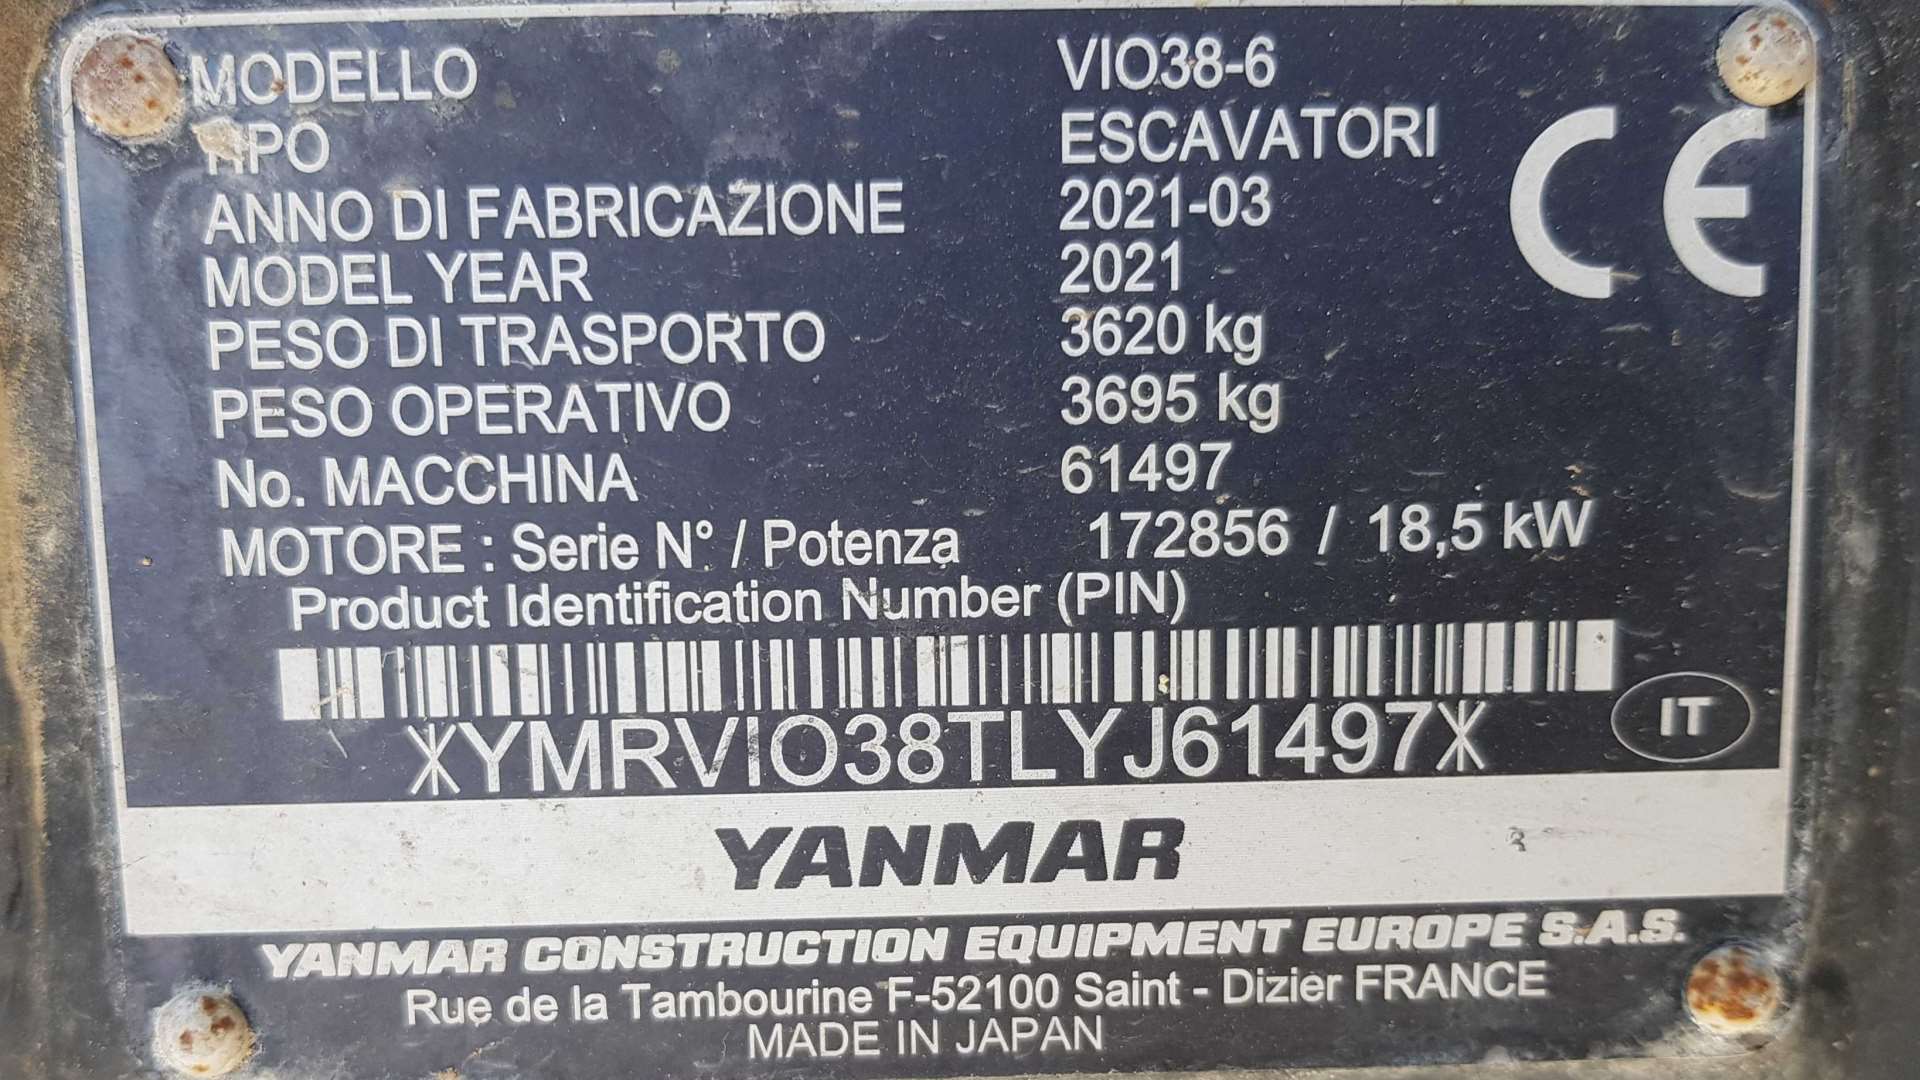 MODELLO VIO38-6
TIPO ESCAVATORI
ANNO DI FABRICAZIONE 2021-03
MODEL YEAR 2021
PESO DI TRASPORTO 3620 kg
PESO OPERATIVO 3695 kg
No. MACCHINA 61497
MOTORE : Serie N° / Potenza 172856 / 18,5 kW
Product Identification Number (PIN)
*YMRVIO38TLYJ61497*
IT
CE
YANMAR
YANMAR CONSTRUCTION EQUIPMENT EUROPE S.A.S.
Rue de la Tambourine F-52100 Saint - Dizier FRANCE
MADE IN JAPAN